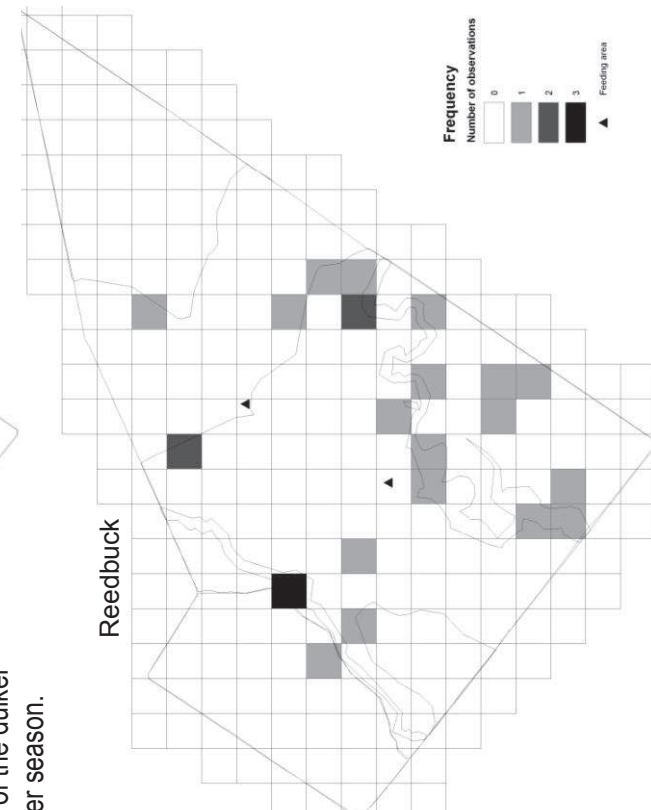 of the duiker
er season.
Reedbuck
Frequency
Number of observations
0
1
2
3
Feeding area